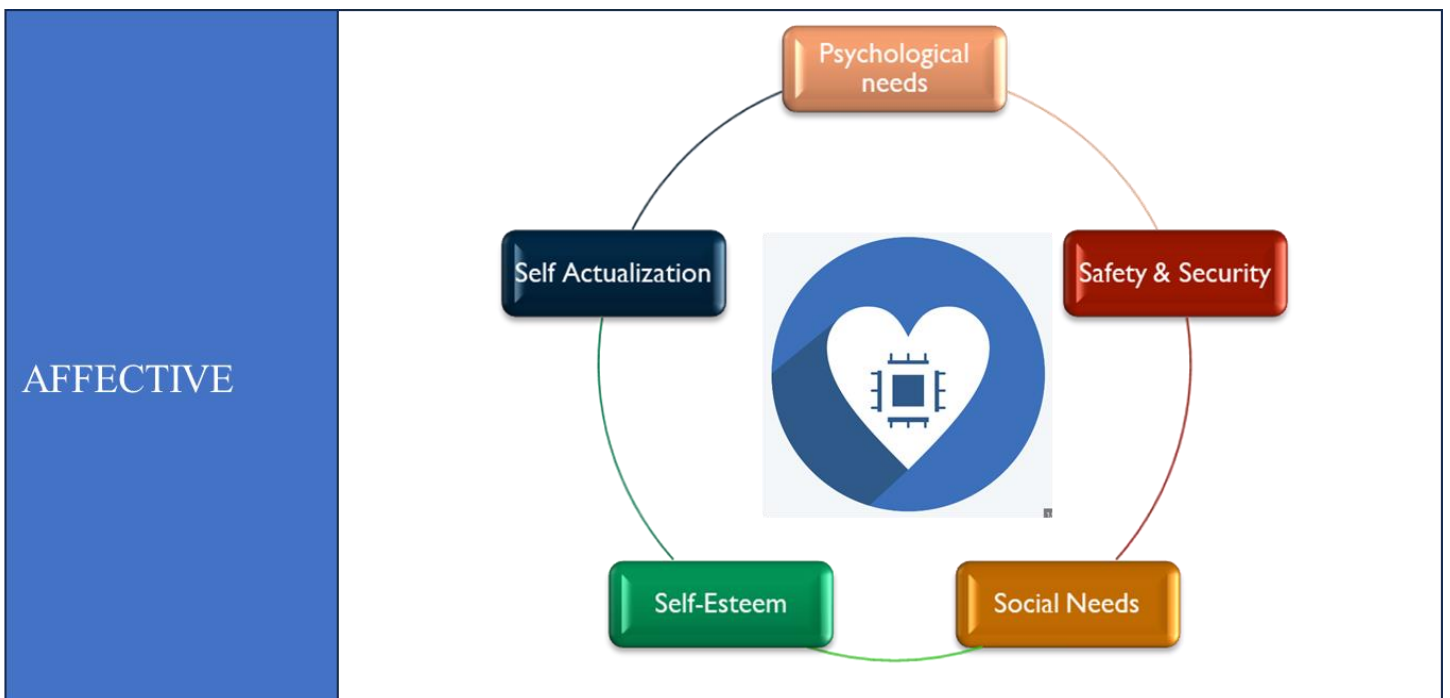 AFFECTIVE
Psychological
needs
Safety & Security
Social Needs
Self-Esteem
Self Actualization